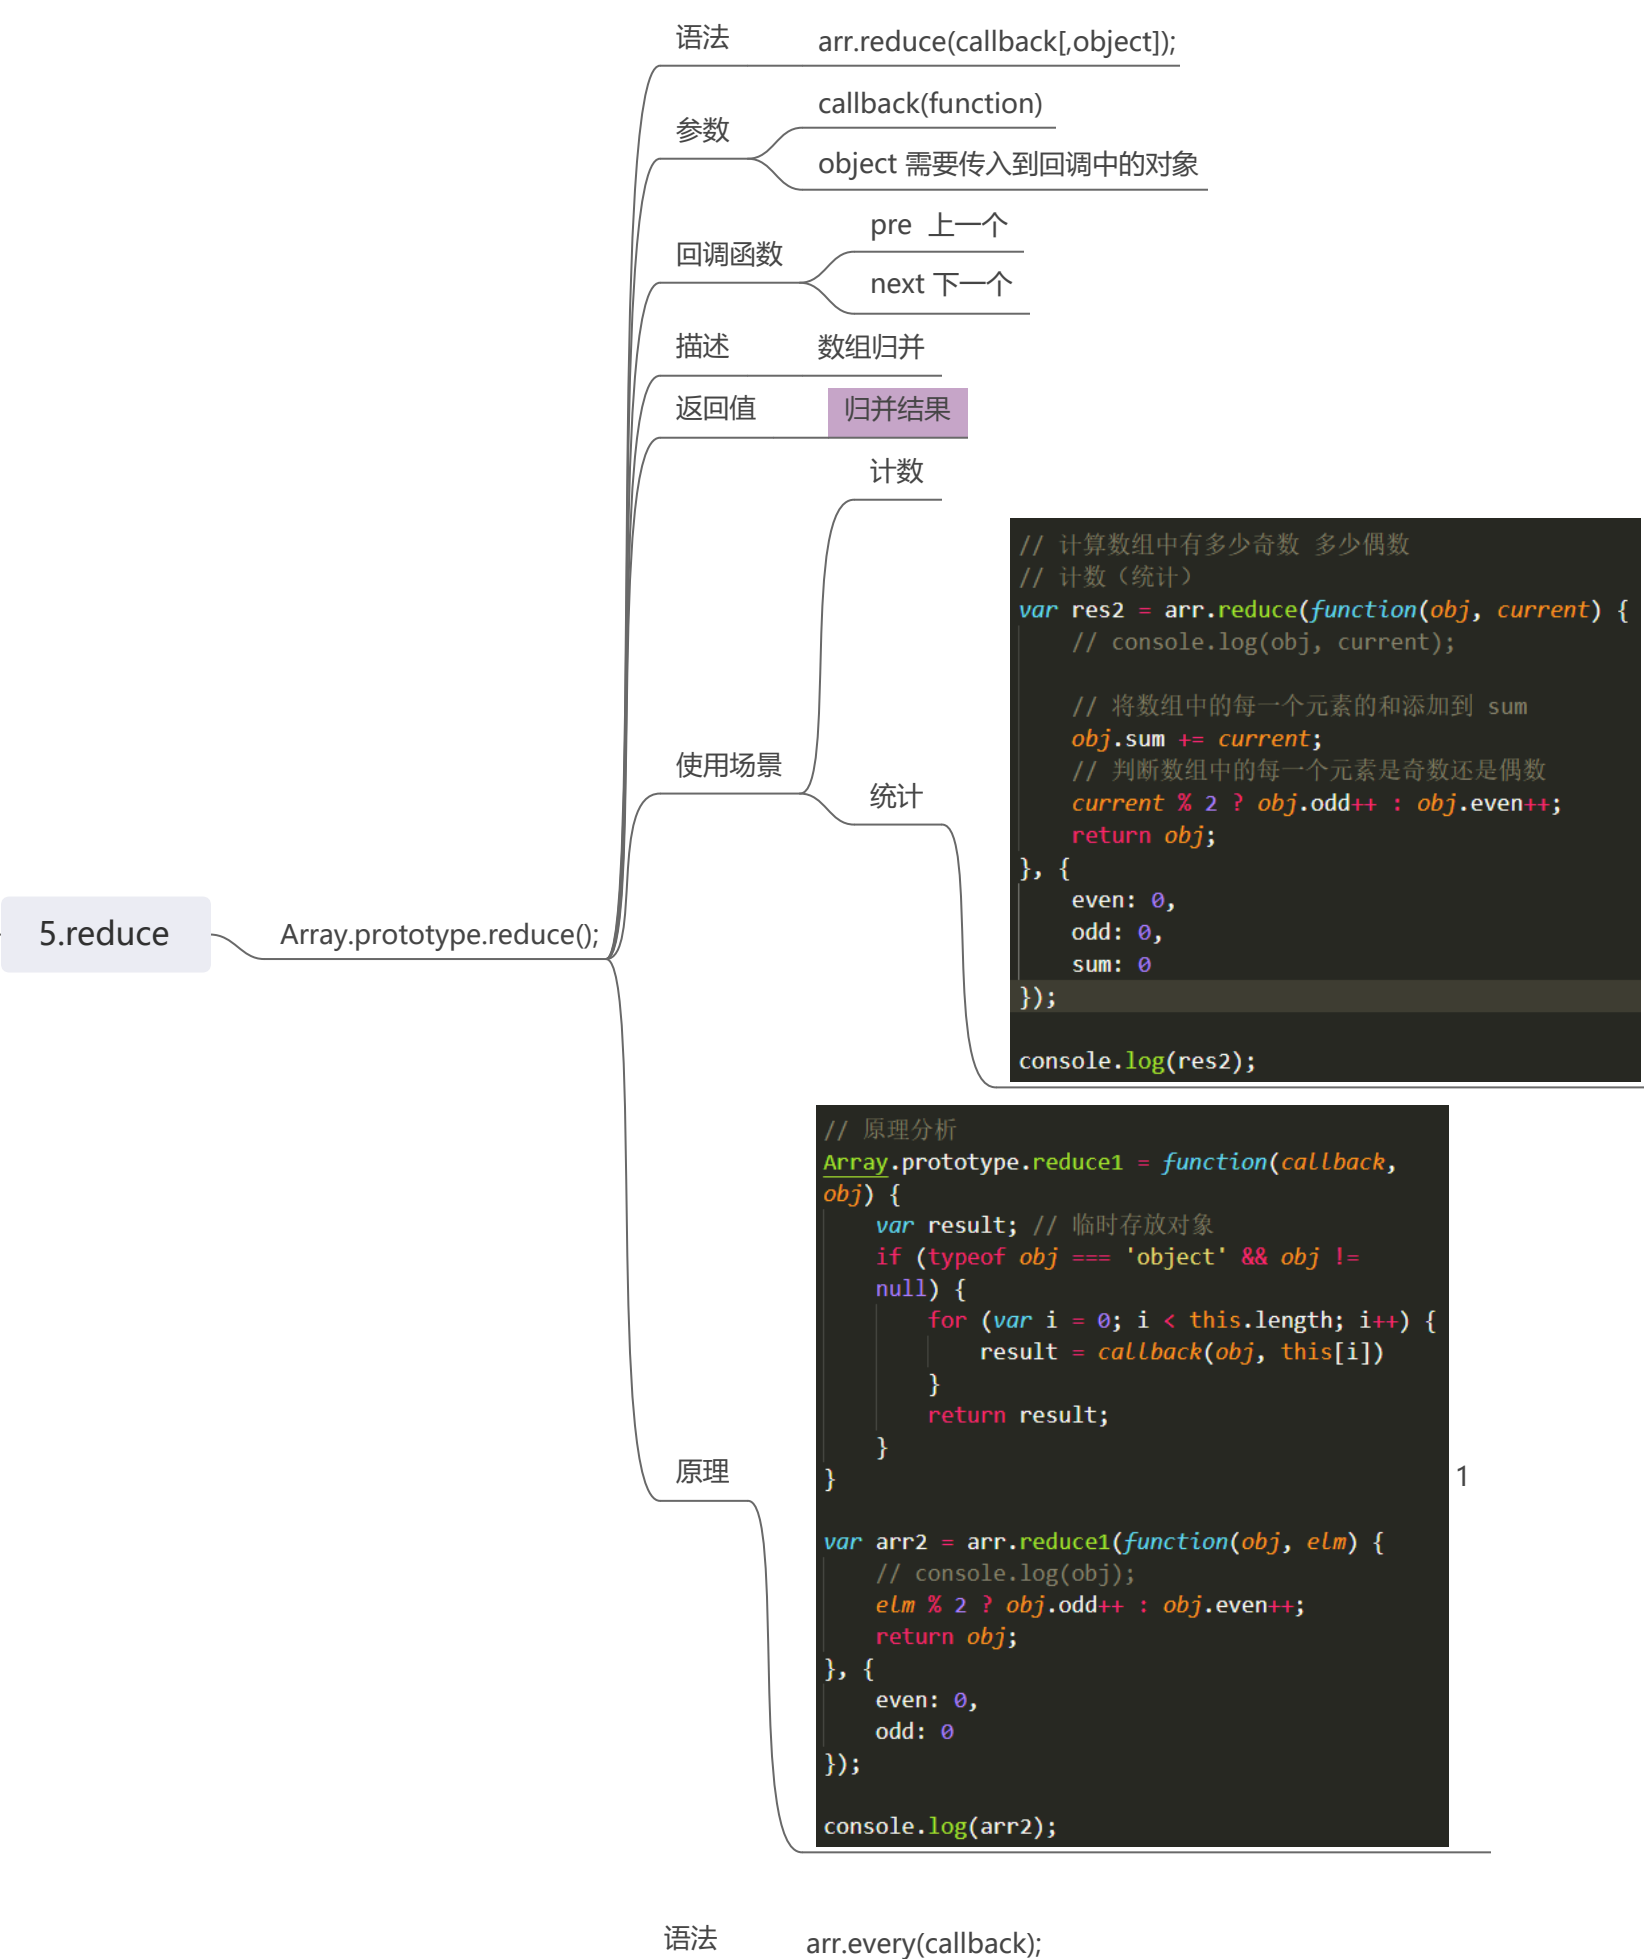 语法 arr.reduce(callback[,object]);
参数
callback(function)
object 需要传入到回调中的对象
回调函数
pre 上一个
next 下一个
描述 数组归并
返回值 归并结果
使用场景
计数
统计
// 计算数组中有多少奇数 多少偶数
// 计数（统计）
var res2 = arr.reduce(function(obj, current) {
// console.log(obj, current);
// 将数组中的每一个元素的和添加到 sum
obj.sum += current;
// 判断数组中的每一个元素是奇数还是偶数
current % 2 ? obj.odd++ : obj.even++;
return obj;
}, {
even: 0,
odd: 0,
sum: 0
});
console.log(res2);
5.reduce
Array.prototype.reduce();
原理
// 原理分析
Array.prototype.reduce1 = function(callback,
obj) {
var result; // 临时存放对象
if (typeof obj === 'object' && obj !=
null) {
for (var i = 0; i < this.length; i++) {
result = callback(obj, this[i])
}
return result;
}
}
var arr2 = arr.reduce1(function(obj, elm) {
// console.log(obj);
elm % 2 ? obj.odd++ : obj.even++;
return obj;
}, {
even: 0,
odd: 0
});
console.log(arr2);
1
语法 arr.every(callback);